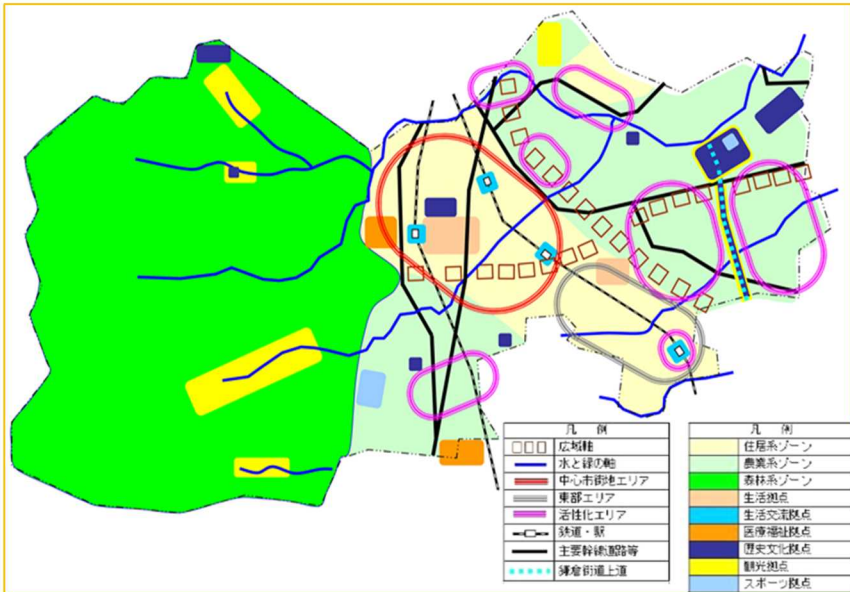 凡 例
広域軸
水と緑の軸
中心市街地エリア
東部エリア
活性化エリア
鉄道・駅
主要幹線道路等
鎌倉街道上道
凡 例
住居系ゾーン
農業系ゾーン
森林系ゾーン
生活拠点
生活交流拠点
医療福祉拠点
歴史文化拠点
観光拠点
スポーツ拠点